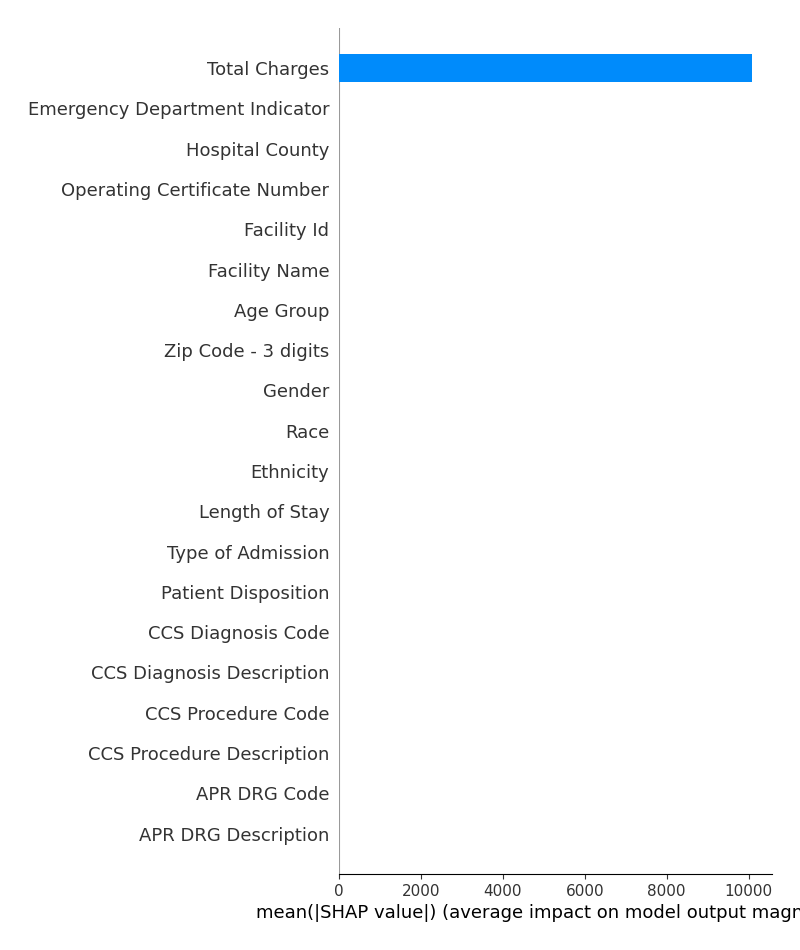 Total Charges
Emergency Department Indicator
Hospital County
Operating Certificate Number
Facility Id
Facility Name
Age Group
Zip Code - 3 digits
Gender
Race
Ethnicity
Length of Stay
Type of Admission
Patient Disposition
CCS Diagnosis Code
CCS Diagnosis Description
CCS Procedure Code
CCS Procedure Description
APR DRG Code
APR DRG Description
0 2000 4000 6000 8000 10000
mean(|SHAP value|) (average impact on model output magn